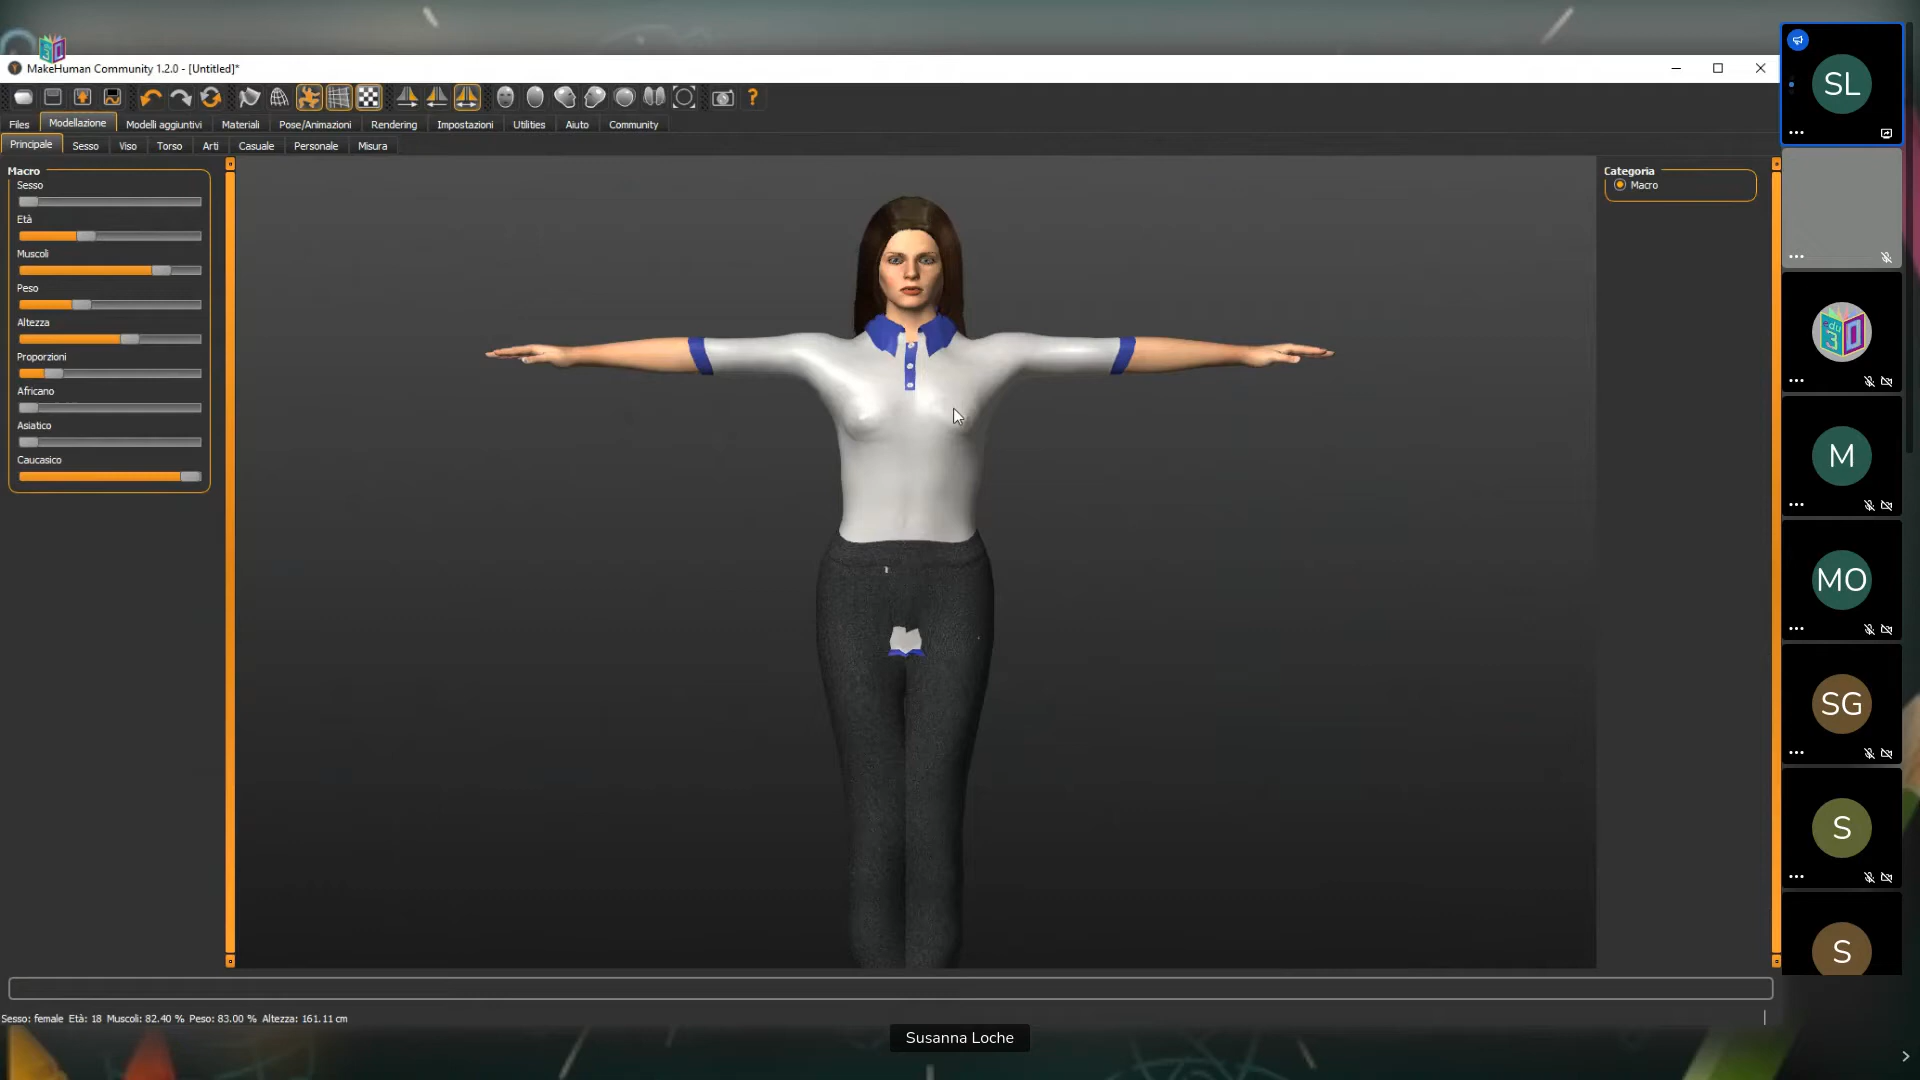 MakeHuman Community 1.2.0 - [Untitled]*
Files Modellazione Modelli aggiuntivi Materiali Pose/Animazioni Rendering Impostazioni Utilities Aiuto Community
Principale Sesso Viso Torso Arti Casuale Personale Misura
Macro
Sesso
Età
Muscoli
Peso
Altezza
Proporzioni
Africano
Asiatico
Caucasico
Categoria
Macro
SL
edu
3D
M
MO
SG
S
S
Sesso: female Età: 18 Muscoli: 82.40 % Peso: 83.00 % Altezza: 161.11 cm
Susanna Loche